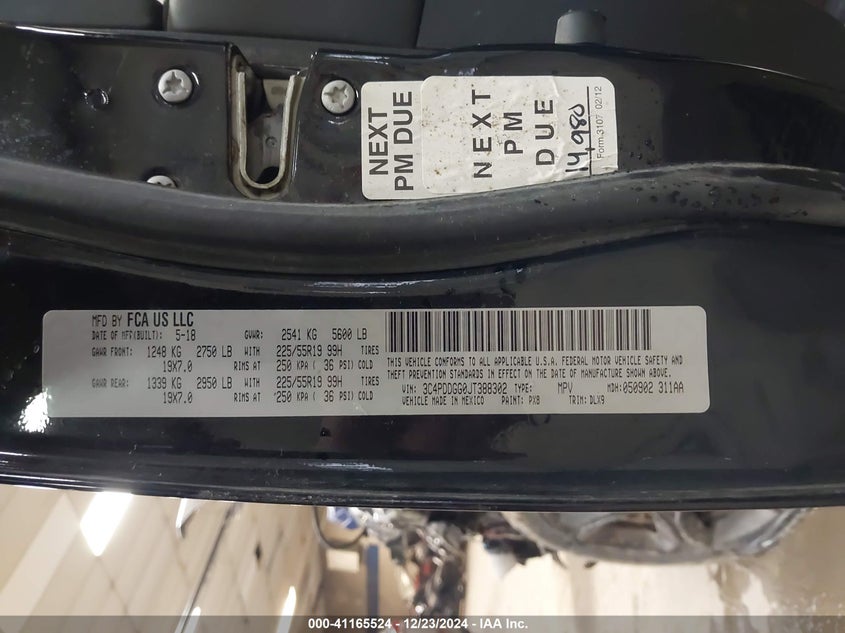 NEXT
PM DUE
NEXT
PM
DUE
14,980
Form 3107 02/12
MFD BY FCA US LLC
DATE OF MFR(BUILT): 5-18 GVWR: 2541 KG 5600 LB
GAWR FRONT: 1248 KG 2750 LB WITH 225/55R19 99H TIRES
19X7.0 RIMS AT 250 KPA ( 36 PSI) COLD
GAWR REAR: 1339 KG 2950 LB WITH 225/55R19 99H TIRES
19X7.0 RIMS AT 250 KPA ( 36 PSI) COLD
THIS VEHICLE CONFORMS TO ALL APPLICABLE U.S.A. FEDERAL MOTOR VEHICLE SAFETY AND
THEFT PREVENTION STANDARDS IN EFFECT ON THE DATE OF MANUFACTURE SHOWN ABOVE.
VIN: 3C4PDDGG0JT388302 TYPE: MPV MDH:050902 311AA
VEHICLE MADE IN MEXICO PAINT: PX8 TRIM: DLX9
000-41165524 - 12/23/2024 - IAA Inc.